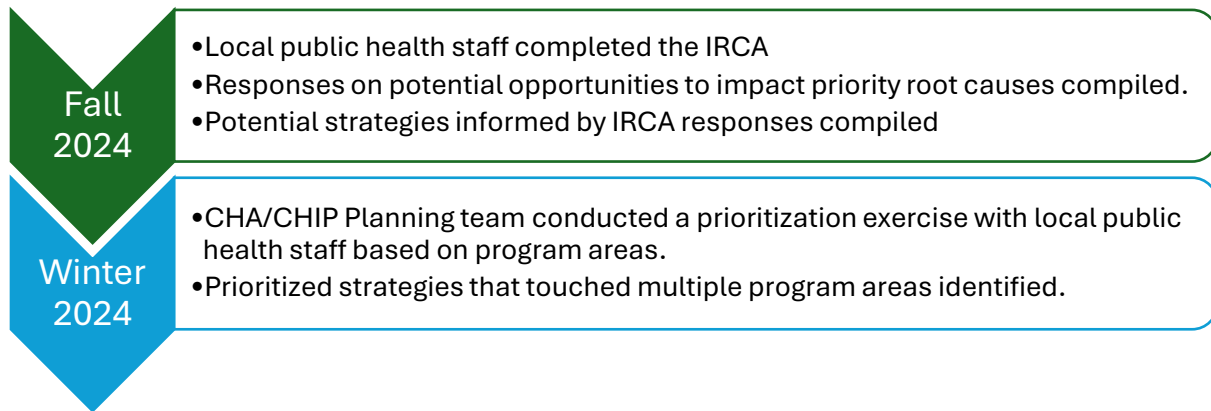 Fall
2024
•Local public health staff completed the IRCA
•Responses on potential opportunities to impact priority root causes compiled.
•Potential strategies informed by IRCA responses compiled
Winter
2024
•CHA/CHIP Planning team conducted a prioritization exercise with local public
health staff based on program areas.
•Prioritized strategies that touched multiple program areas identified.